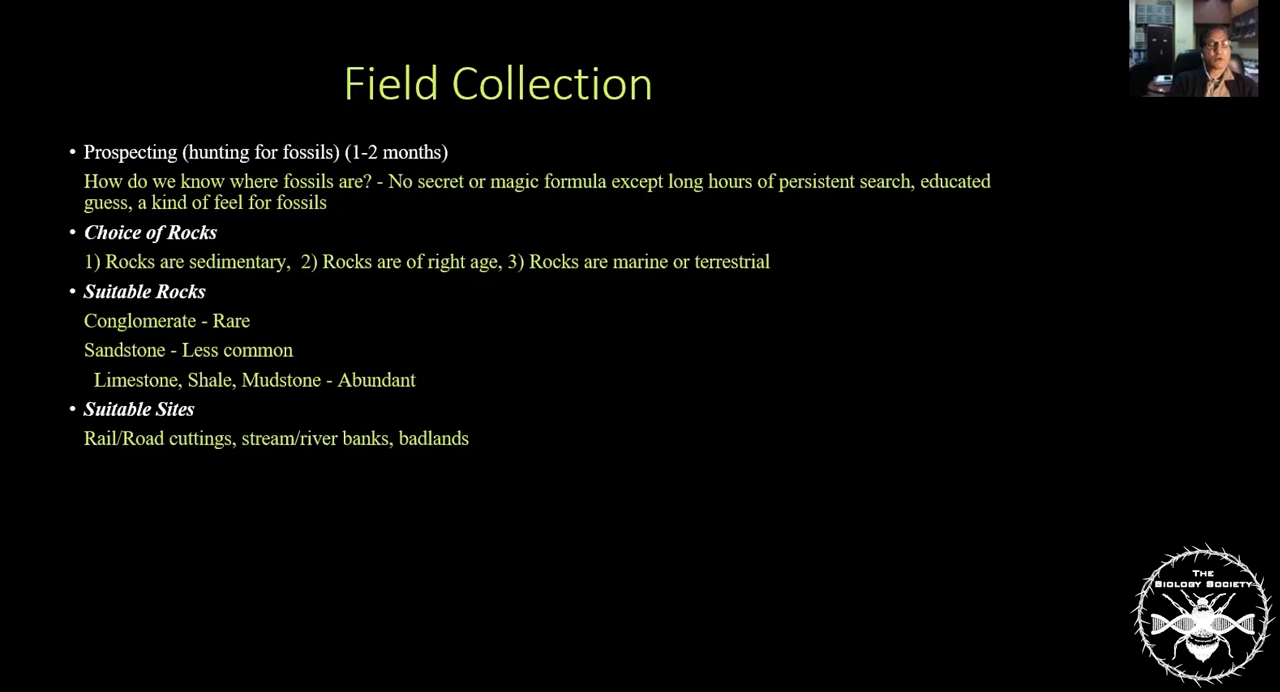 Field Collection
• Prospecting (hunting for fossils) (1-2 months)
How do we know where fossils are? - No secret or magic formula except long hours of persistent search, educated
guess, a kind of feel for fossils
• Choice of Rocks
1) Rocks are sedimentary, 2) Rocks are of right age, 3) Rocks are marine or terrestrial
• Suitable Rocks
Conglomerate - Rare
Sandstone - Less common
Limestone, Shale, Mudstone - Abundant
• Suitable Sites
Rail/Road cuttings, stream/river banks, badlands
THE
BIOLOGY SOCIETY